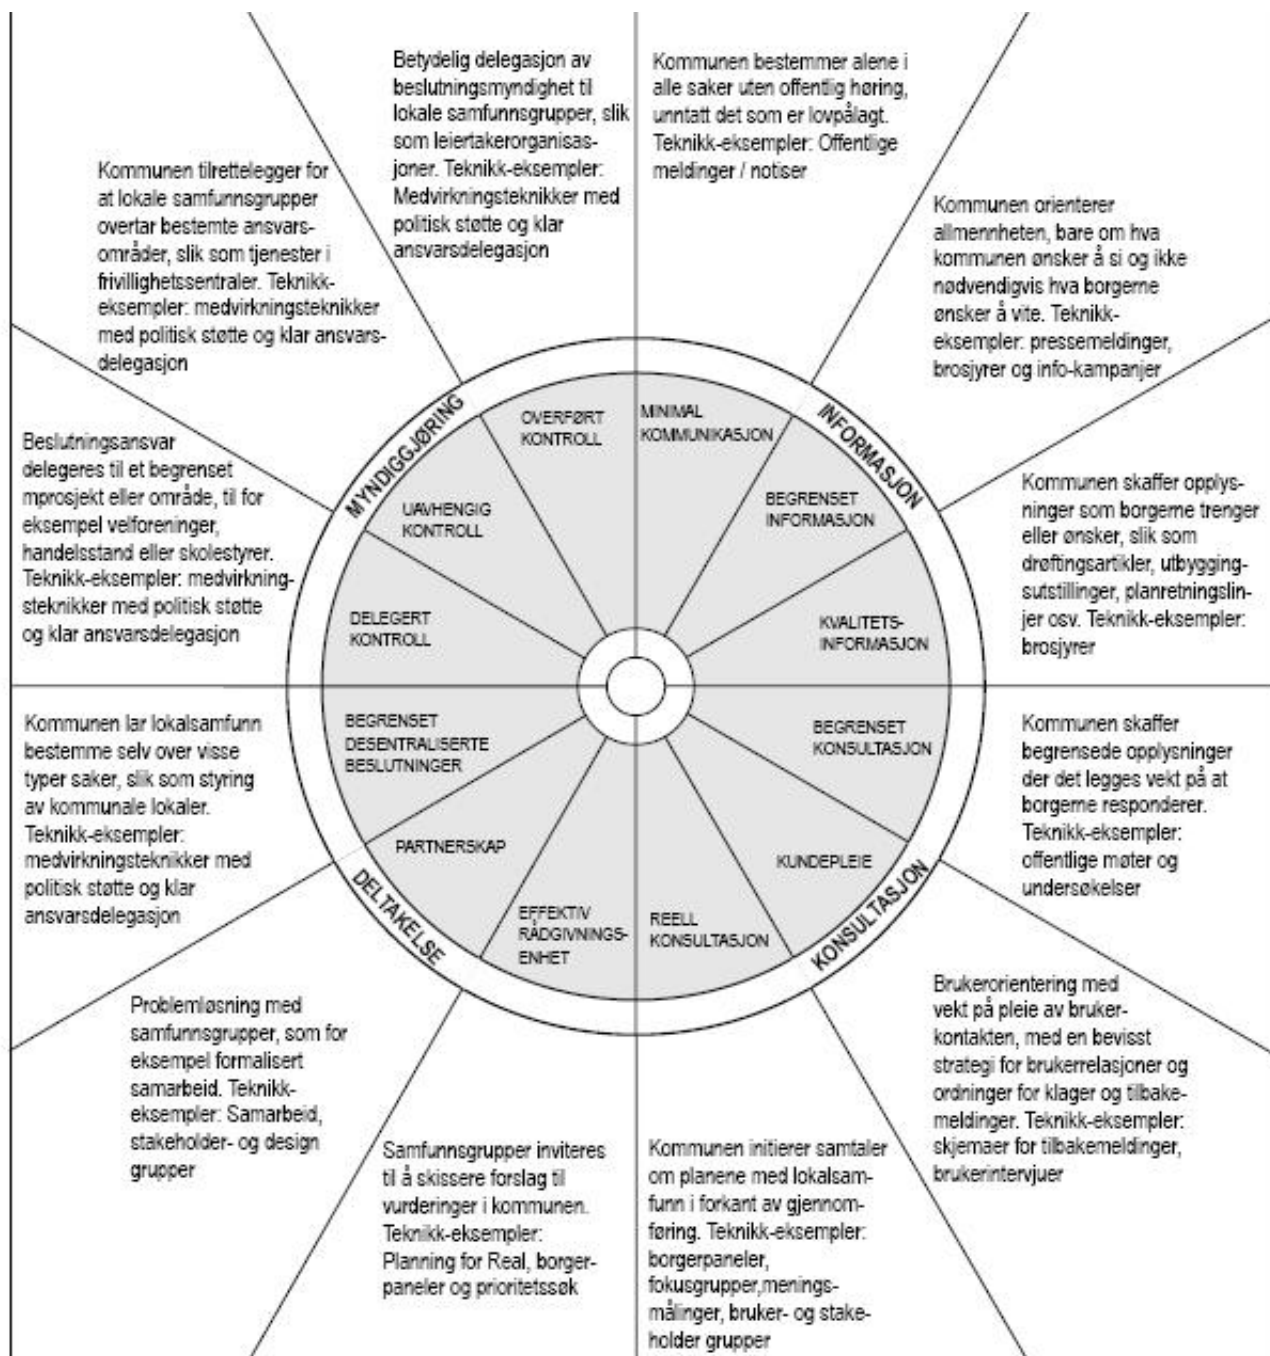 Betydelig delegasjon av
beslutningsmyndighet til
lokale samfunnsgrupper, slik
som leiertakerorganisas-
joner. Teknikk-eksempler:
Medvirkningsteknikker med
politisk støtte og klar
ansvarsdelegasjon
Kommunen bestemmer alene i
alle saker uten offentlig høring,
unntatt det som er lovpålagt.
Teknikk-eksempler: Offentlige
meldinger / notiser
Kommunen tilrettelegger for
at lokale samfunnsgrupper
overtar bestemte ansvars-
områder, slik som tjenester i
frivillighetssentraler. Teknikk-
eksempler: medvirkningsteknikker
med politisk støtte og klar ansvars-
delegasjon
Kommunen orienterer
allmennheten, bare om hva
kommunen ønsker å si og ikke
nødvendigvis hva borgerne
ønsker å vite. Teknikk-
eksempler: pressemeldinger,
brosjyrer og info-kampanjer
Beslutningsansvar
delegeres til et begrenset
mprosjekt eller område, til for
eksempel velforeninger,
handelsstand eller skolestyrer.
Teknikk-eksempler: medvirkning-
steknikker med politisk støtte
og klar ansvarsdelegasjon
Kommunen skaffer opplys-
ninger som borgerne trenger
eller ønsker, slik som
drøftingsartikler, utbygging-
sutstillinger, planretningslin-
jer osv. Teknikk-eksempler:
brosjyrer
MYNDIGGJØRING
INFORMASJON
OVERFØRT
KONTROLL
MINIMAL
KOMMUNIKASJON
UAVHENGIG
KONTROLL
BEGRENSET
INFORMASJON
DELEGERT
KONTROLL
KVALITETS-
INFORMASJON
BEGRENSET
DESENTRALISERTE
BESLUTNINGER
BEGRENSET
KONSULTASJON
PARTNERSKAP
KUNDEPLEIE
EFFEKTIV
RÅDGIVNINGS-
ENHET
REELL
KONSULTASJON
DELTAKELSE
KONSULTASJON
Kommunen lar lokalsamfunn
bestemme selv over visse
typer saker, slik som styring
av kommunale lokaler.
Teknikk-eksempler:
medvirkningsteknikker med
politisk støtte og klar
ansvarsdelegasjon
Kommunen skaffer
begrensede opplysninger
der det legges vekt på at
borgerne responderer.
Teknikk-eksempler:
offentlige møter og
undersøkelser
Problemløsning med
samfunnsgrupper, som for
eksempel formalisert
samarbeid. Teknikk-
eksempler: Samarbeid,
stakeholder- og design
grupper
Brukerorientering med
vekt på pleie av bruker-
kontakten, med en bevisst
strategi for brukerrelasjoner og
ordninger for klager og tilbake-
meldinger. Teknikk-eksempler:
skjemaer for tilbakemeldinger,
brukerintervjuer
Samfunnsgrupper inviteres
til å skissere forslag til
vurderinger i kommunen.
Teknikk-eksempler:
Planning for Real, borger-
paneler og prioritetssøk
Kommunen initierer samtaler
om planene med lokalsam-
funn i forkant av gjennom-
føring. Teknikk-eksempler:
borgerpaneler,
fokusgrupper,menings-
målinger, bruker- og stake-
holder grupper